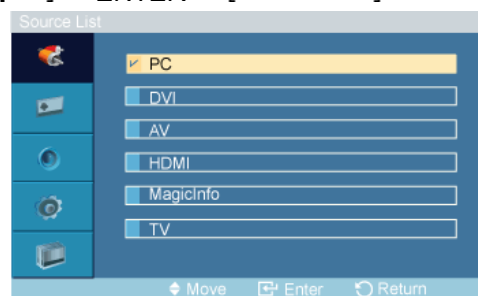 Source List
PC
DVI
AV
HDMI
MagicInfo
TV
Move Enter Return